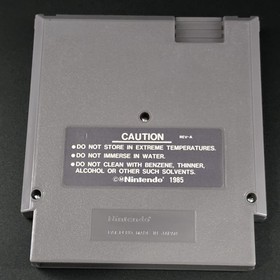 CAUTION
REV-A
• DO NOT STORE IN EXTREME TEMPERATURES.
• DO NOT IMMERSE IN WATER.
• DO NOT CLEAN WITH BENZENE, THINNER,
ALCOHOL OR OTHER SUCH SOLVENTS.
©Ⓜ Nintendo® 1985
Nintendo®